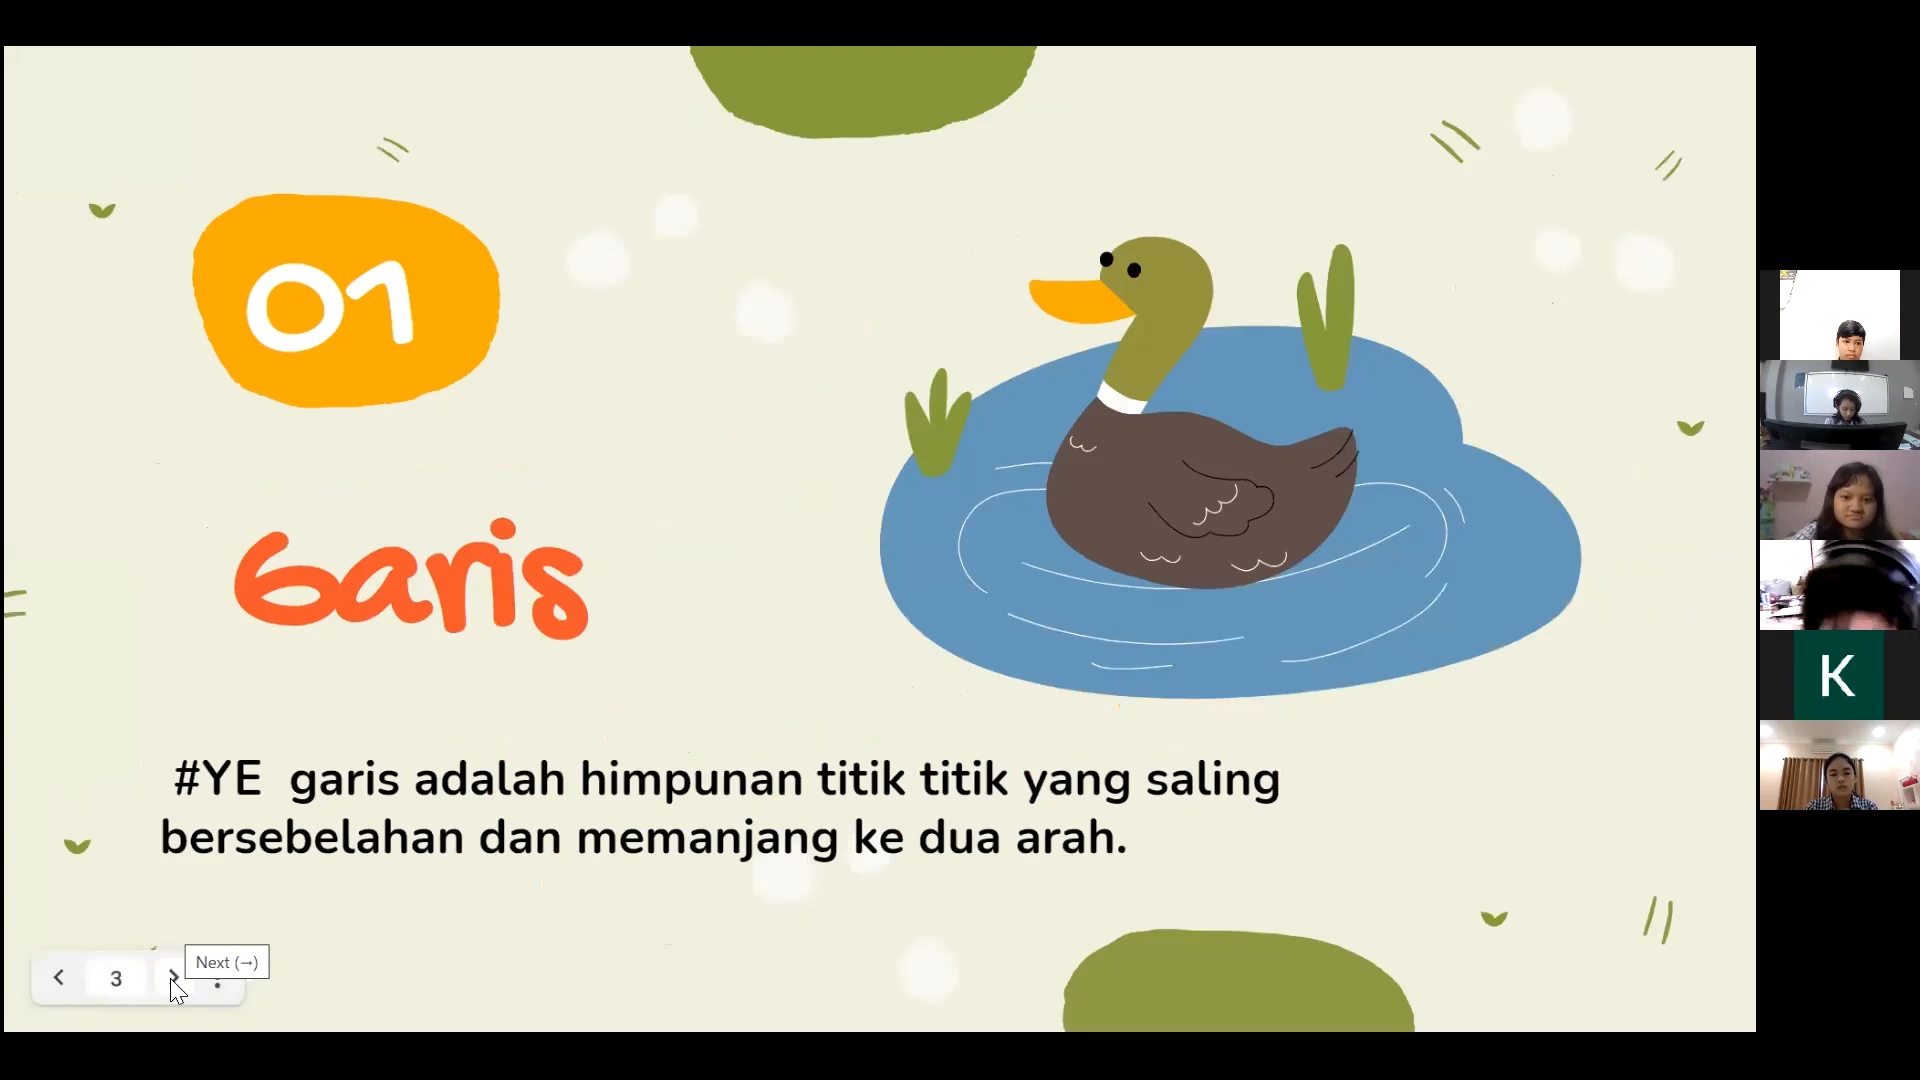 01
Garis
#YE garis adalah himpunan titik titik yang saling
bersebelahan dan memanjang ke dua arah.
3
Next (→)
K